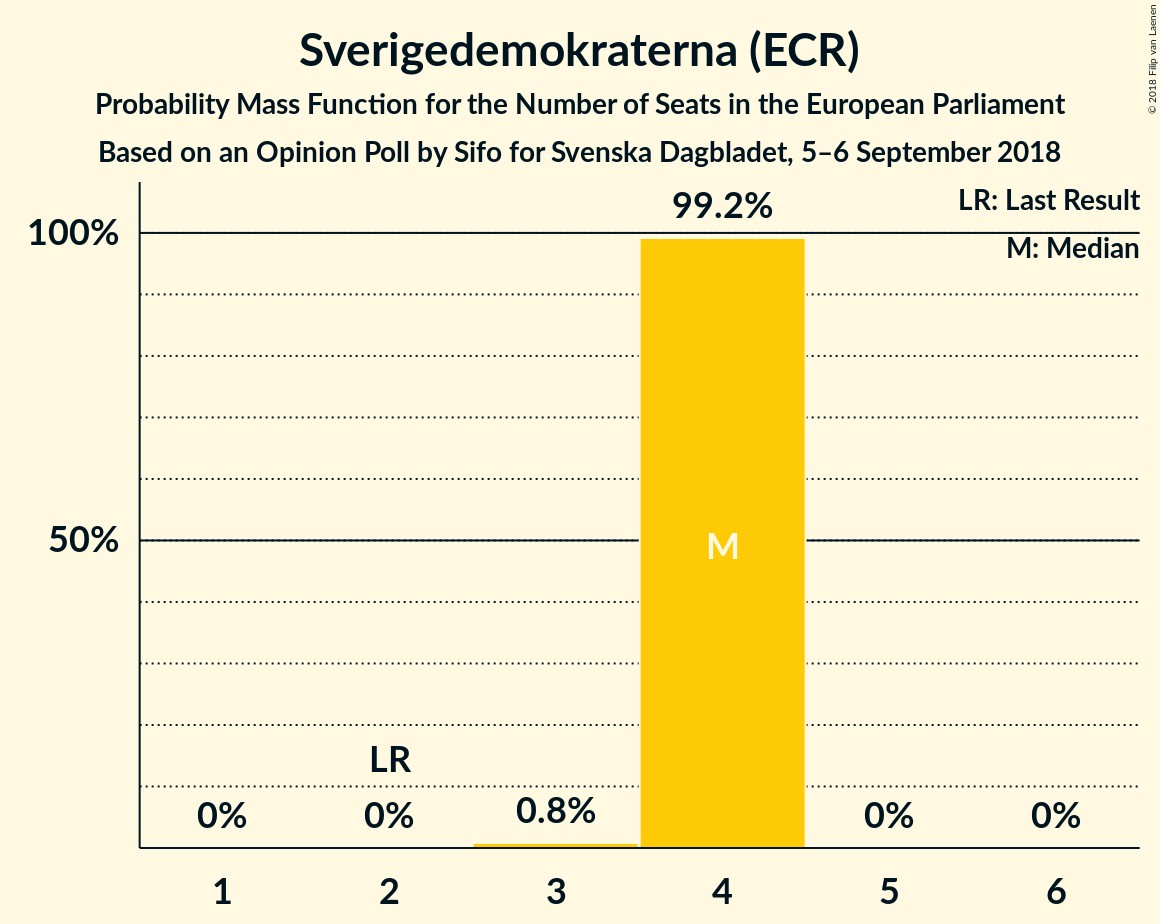 Sverigedemokraterna (ECR)
Probability Mass Function for the Number of Seats in the European Parliament
Based on an Opinion Poll by Sifo for Svenska Dagbladet, 5–6 September 2018
© 2018 Filip van Laenen
LR: Last Result
M: Median
99.2%
100%
50%
M
LR
0%
0%
0.8%
0%
0%
1
2
3
4
5
6